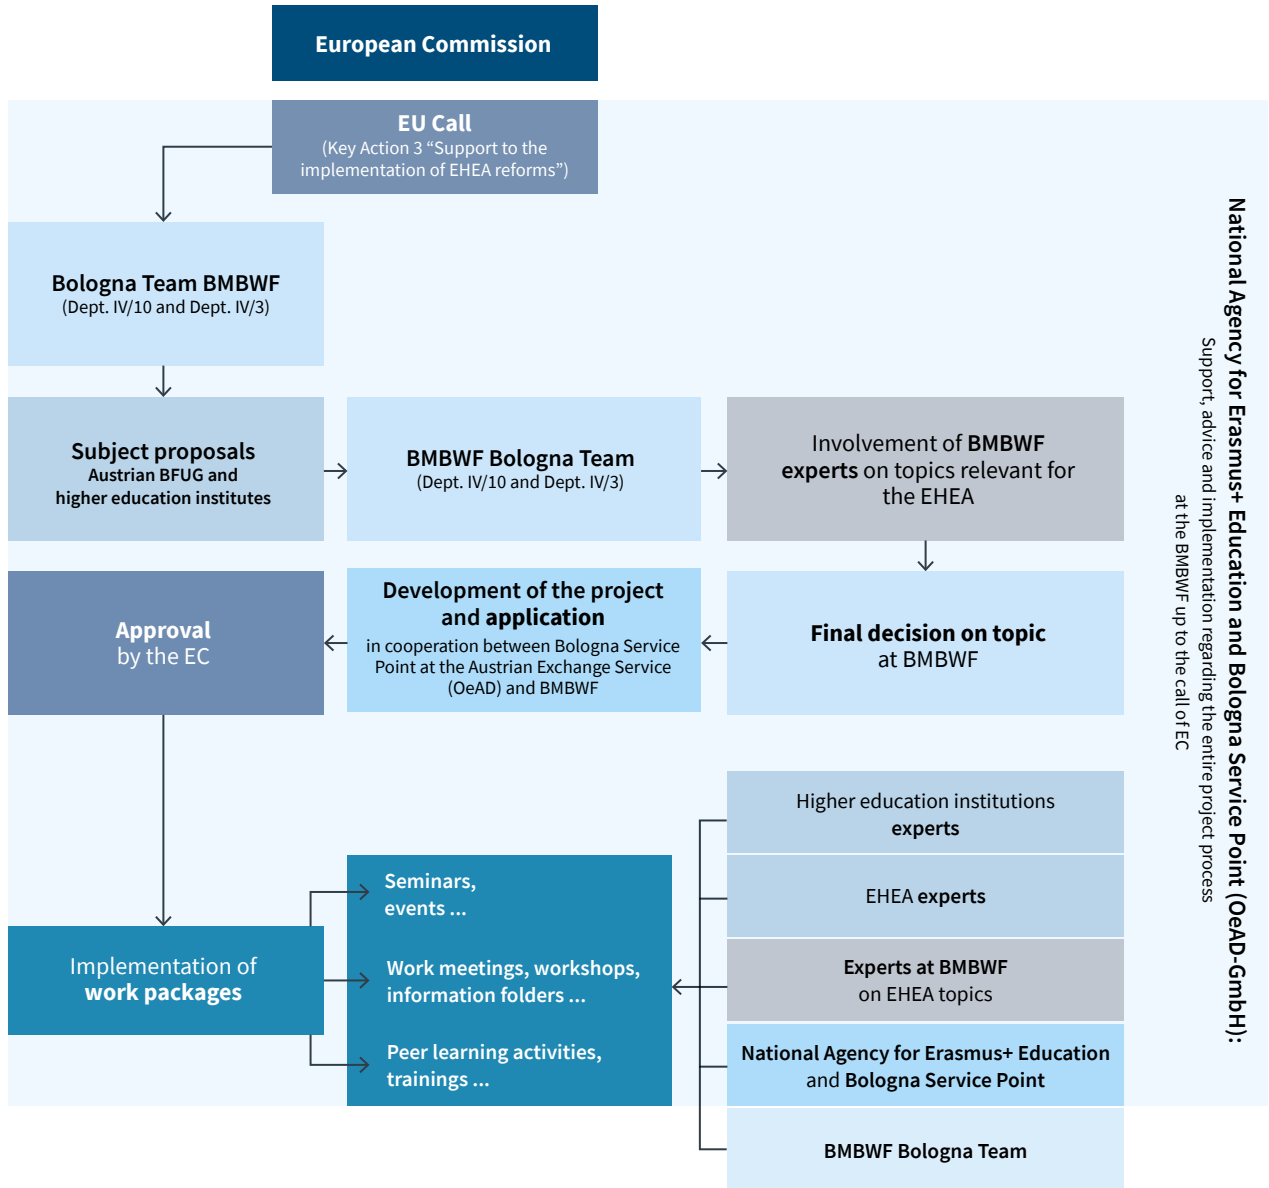 European Commission
EU Call
(Key Action 3 “Support to the
implementation of EHEA reforms”)
Bologna Team BMBWF
(Dept. IV/10 and Dept. IV/3)
Subject proposals
Austrian BFUG and
higher education institutes
BMBWF Bologna Team
(Dept. IV/10 and Dept. IV/3)
Involvement of BMBWF
experts on topics relevant for
the EHEA
Final decision on topic
at BMBWF
Development of the project
and application
in cooperation between Bologna Service
Point at the Austrian Exchange Service
(OeAD) and BMBWF
Approval
by the EC
Implementation of
work packages
Seminars,
events ...
Work meetings, workshops,
information folders ...
Peer learning activities,
trainings ...
Higher education institutions
experts
EHEA experts
Experts at BMBWF
on EHEA topics
National Agency for Erasmus+ Education
and Bologna Service Point
BMBWF Bologna Team
National Agency for Erasmus+ Education and Bologna Service Point (OeAD-GmbH):
Support, advice and implementation regarding the entire project process
at the BMBWF up to the call of EC